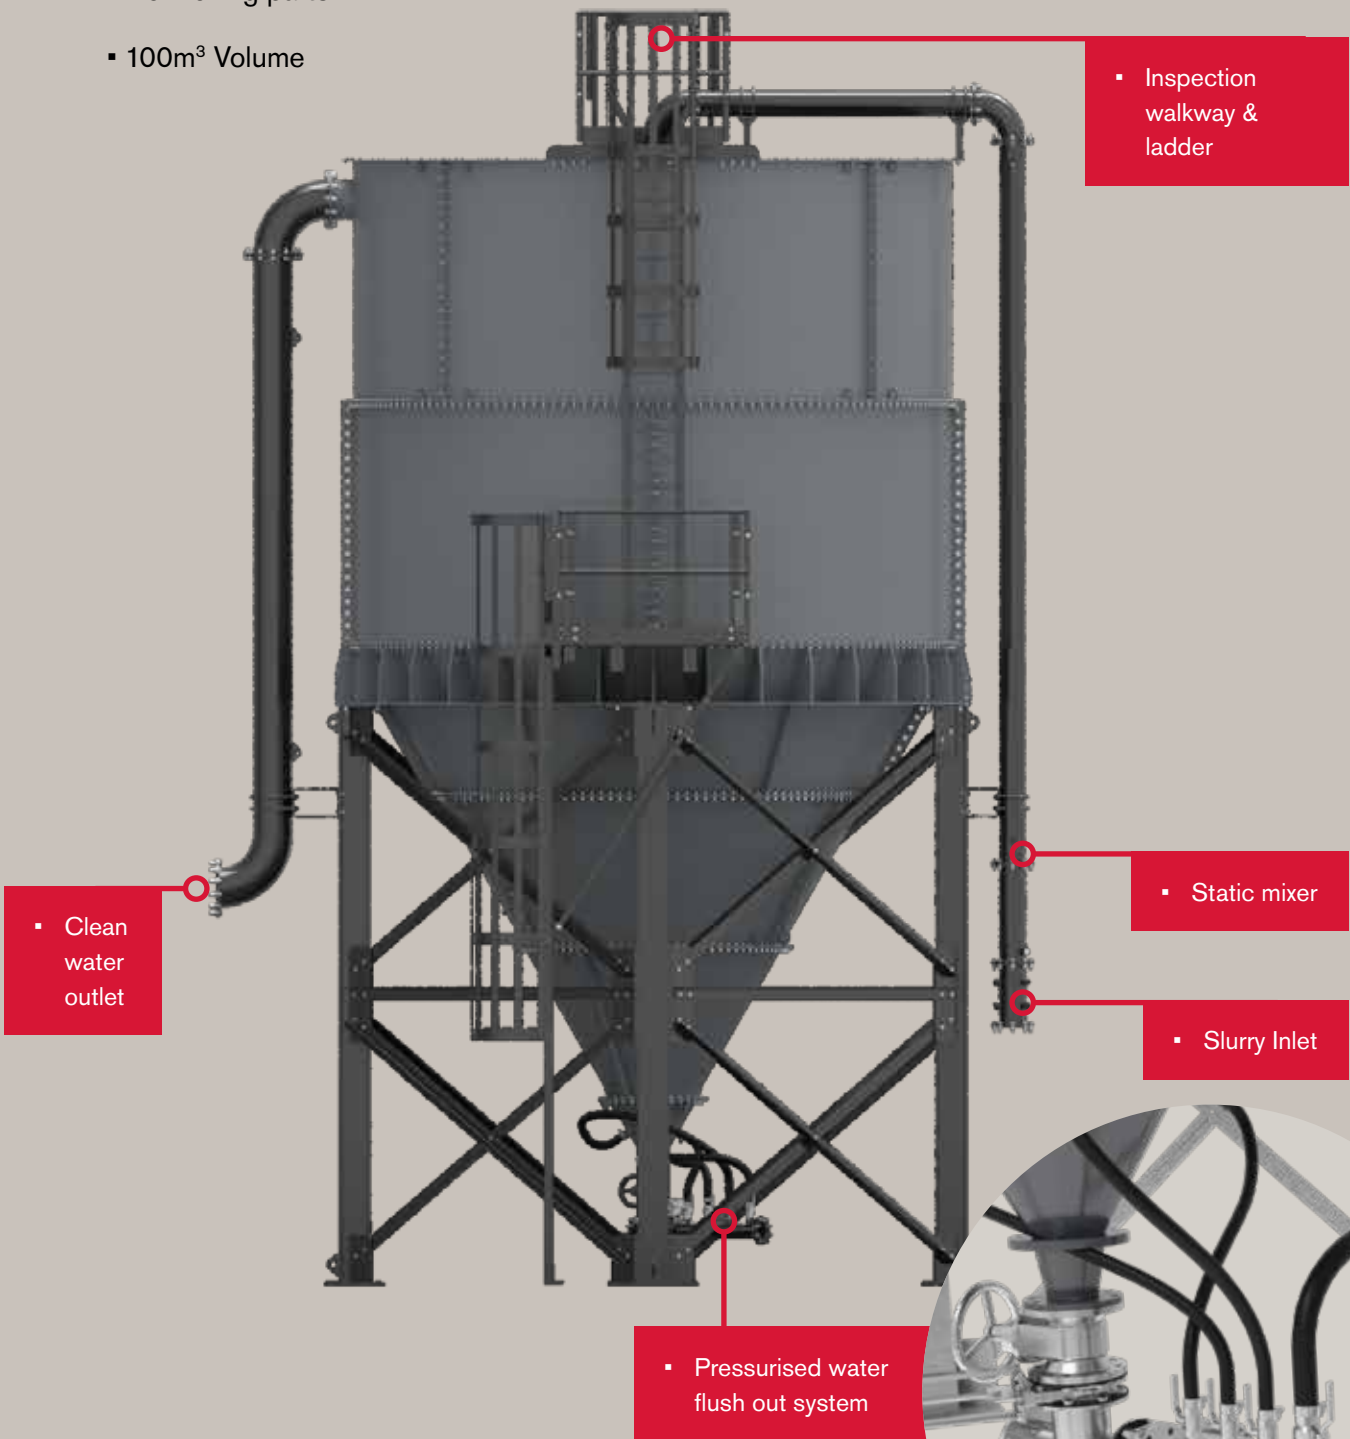 ▪ 100m³ Volume
▪ Inspection
walkway &
ladder
▪ Static mixer
▪ Clean
water
outlet
▪ Slurry Inlet
▪ Pressurised water
flush out system